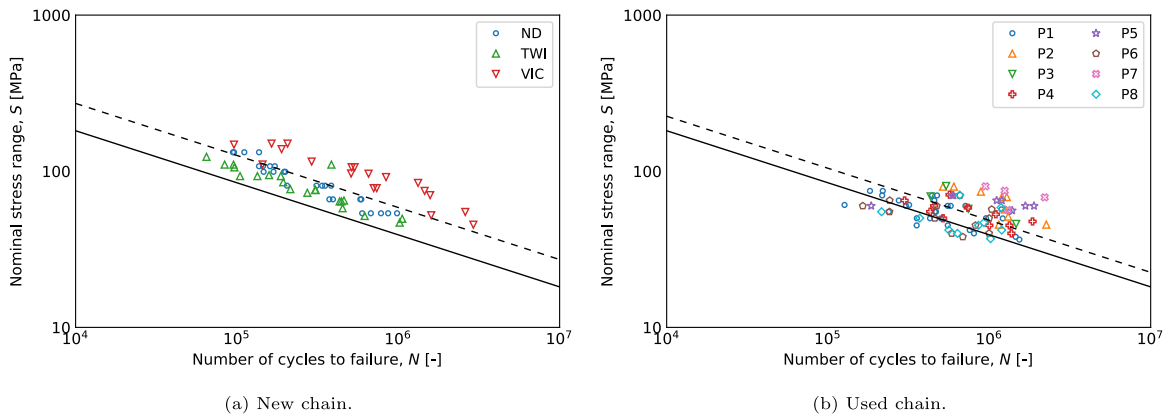 1000
100
10
Nominal stress range, S [MPa]
ND
TWI
VIC
10^4
10^5
10^6
10^7
Number of cycles to failure, N [-]
(a) New chain.
1000
100
10
Nominal stress range, S [MPa]
P1 P5
P2 P6
P3 P7
P4 P8
10^4
10^5
10^6
10^7
Number of cycles to failure, N [-]
(b) Used chain.